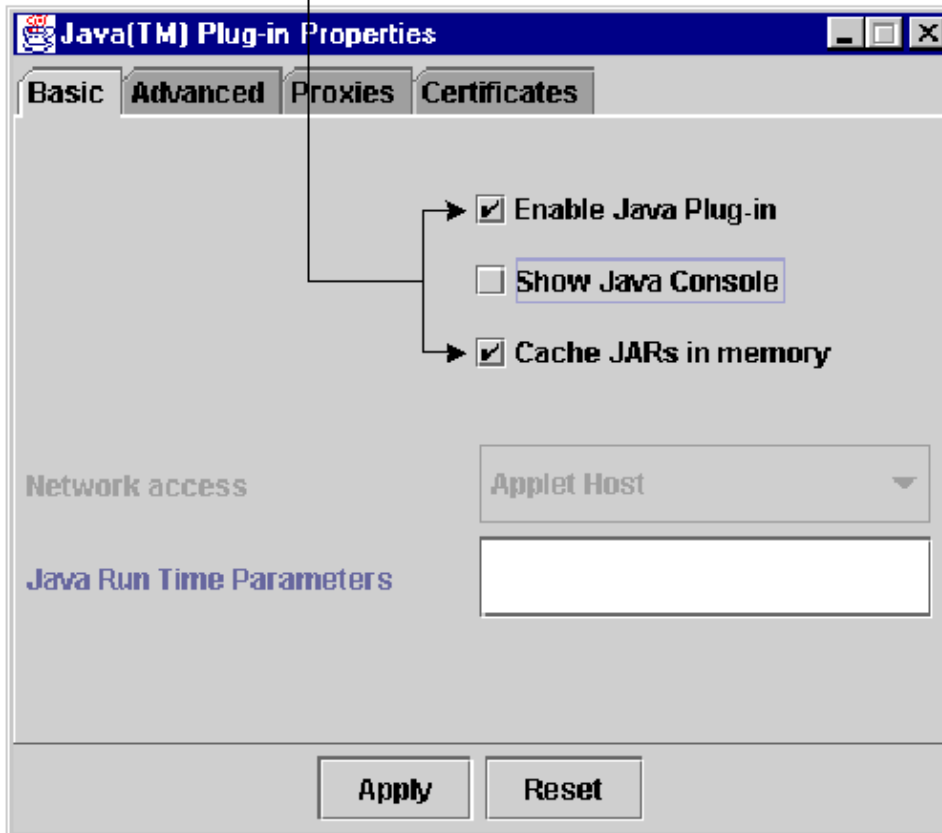 Java(TM) Plug-in Properties
Basic Advanced Proxies Certificates
Enable Java Plug-in
Show Java Console
Cache JARs in memory
Network access Applet Host
Java Run Time Parameters
Apply Reset